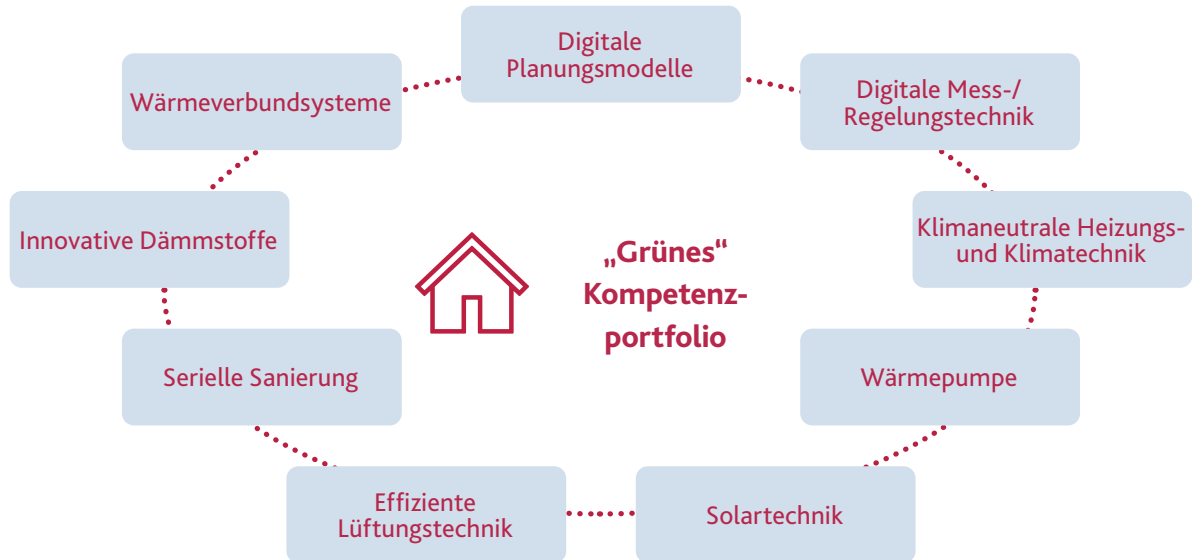 Digitale
Planungsmodelle
Wärmeverbundsysteme
Digitale Mess-/
Regelungstechnik
Innovative Dämmstoffe
Klimaneutrale Heizungs-
und Klimatechnik
„Grünes“
Kompetenz-
portfolio
Serielle Sanierung
Wärmepumpe
Effiziente
Lüftungstechnik
Solartechnik